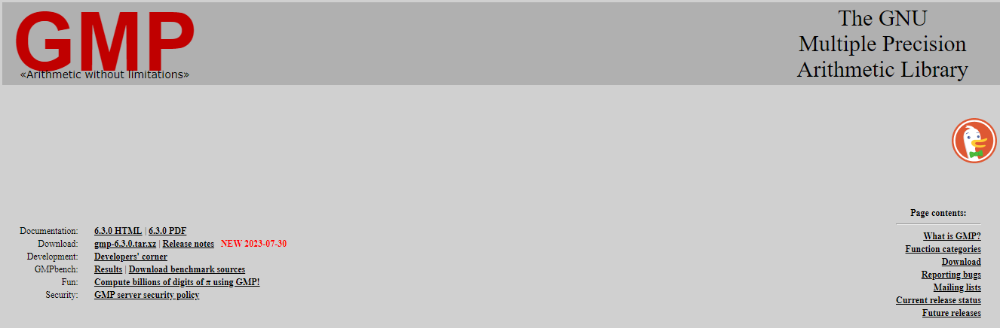 GMP
«Arithmetic without limitations»
The GNU
Multiple Precision
Arithmetic Library
Documentation: 6.3.0 HTML | 6.3.0 PDF
Download: gmp-6.3.0.tar.xz | Release notes NEW 2023-07-30
Development: Developers' corner
GMPbench: Results | Download benchmark sources
Fun: Compute billions of digits of π using GMP!
Security: GMP server security policy
Page contents:
What is GMP?
Function categories
Download
Reporting bugs
Mailing lists
Current release status
Future releases